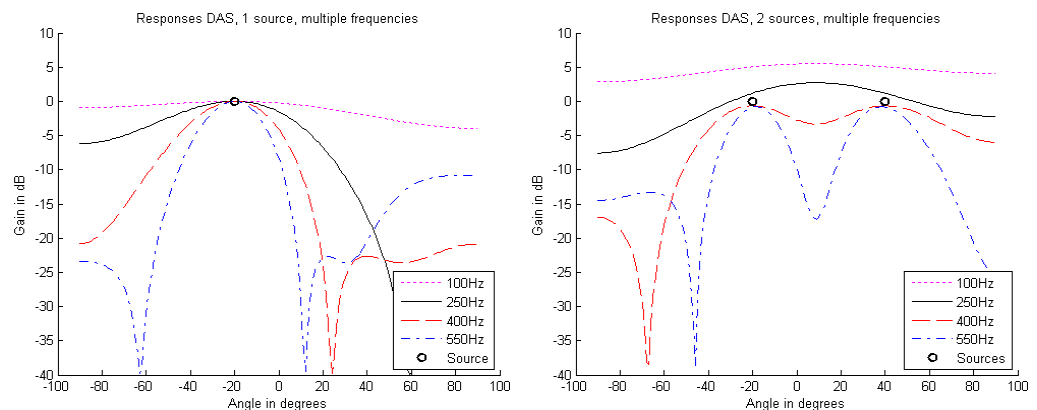 Responses DAS, 1 source, multiple frequencies
10
5
0
-5
-10
-15
-20
-25
-30
-35
-40
Gain in dB
-100 -80 -60 -40 -20 0 20 40 60 80 100
Angle in degrees
100Hz
250Hz
400Hz
550Hz
Source
Responses DAS, 2 sources, multiple frequencies
10
5
0
-5
-10
-15
-20
-25
-30
-35
-40
Gain in dB
-100 -80 -60 -40 -20 0 20 40 60 80 100
Angle in degrees
100Hz
250Hz
400Hz
550Hz
Sources